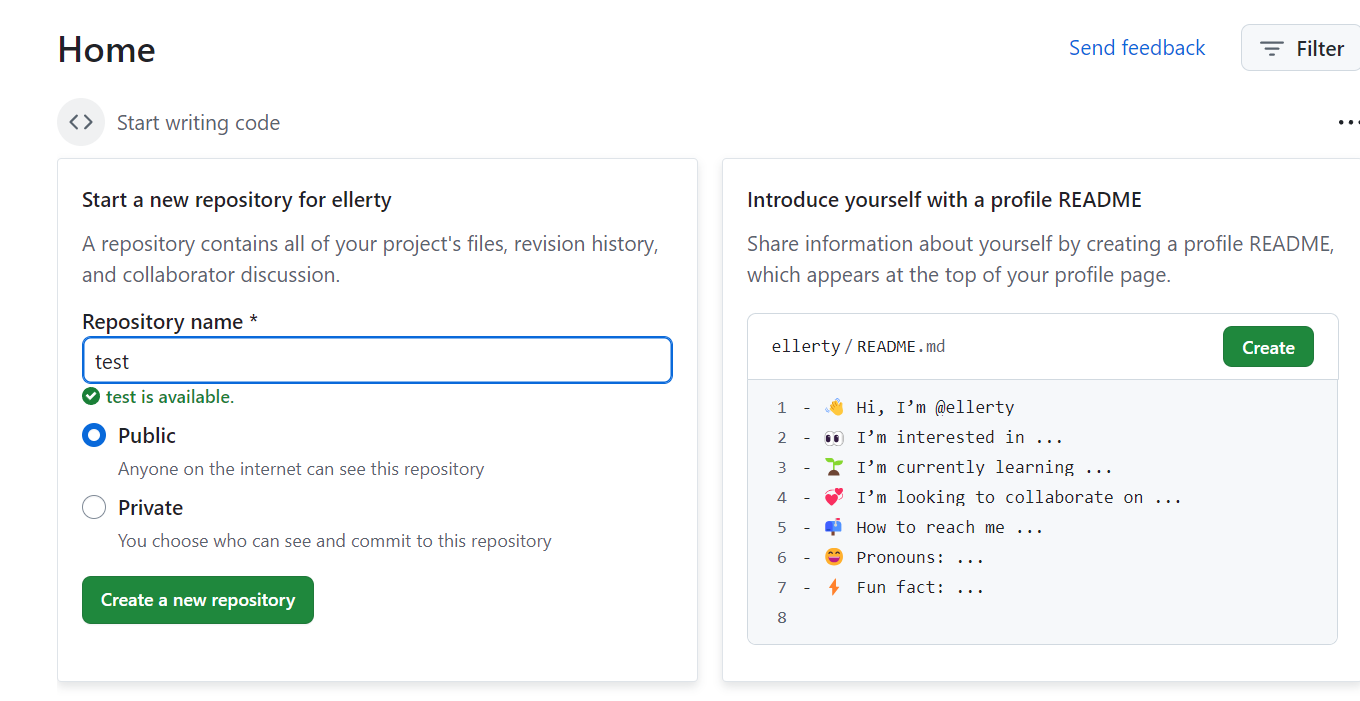 Home
Send feedback
Filter
Start writing code
Start a new repository for ellerty
A repository contains all of your project's files, revision history,
and collaborator discussion.
Repository name *
test
test is available.
Public
Anyone on the internet can see this repository
Private
You choose who can see and commit to this repository
Create a new repository
Introduce yourself with a profile README
Share information about yourself by creating a profile README,
which appears at the top of your profile page.
ellerty/README.md
Create
1 - 👋 Hi, I’m @ellerty
2 - 👀 I’m interested in ...
3 - 🌱 I’m currently learning ...
4 - 💞️ I’m looking to collaborate on ...
5 - 📫 How to reach me ...
6 - 😄 Pronouns: ...
7 - ⚡ Fun fact: ...
8